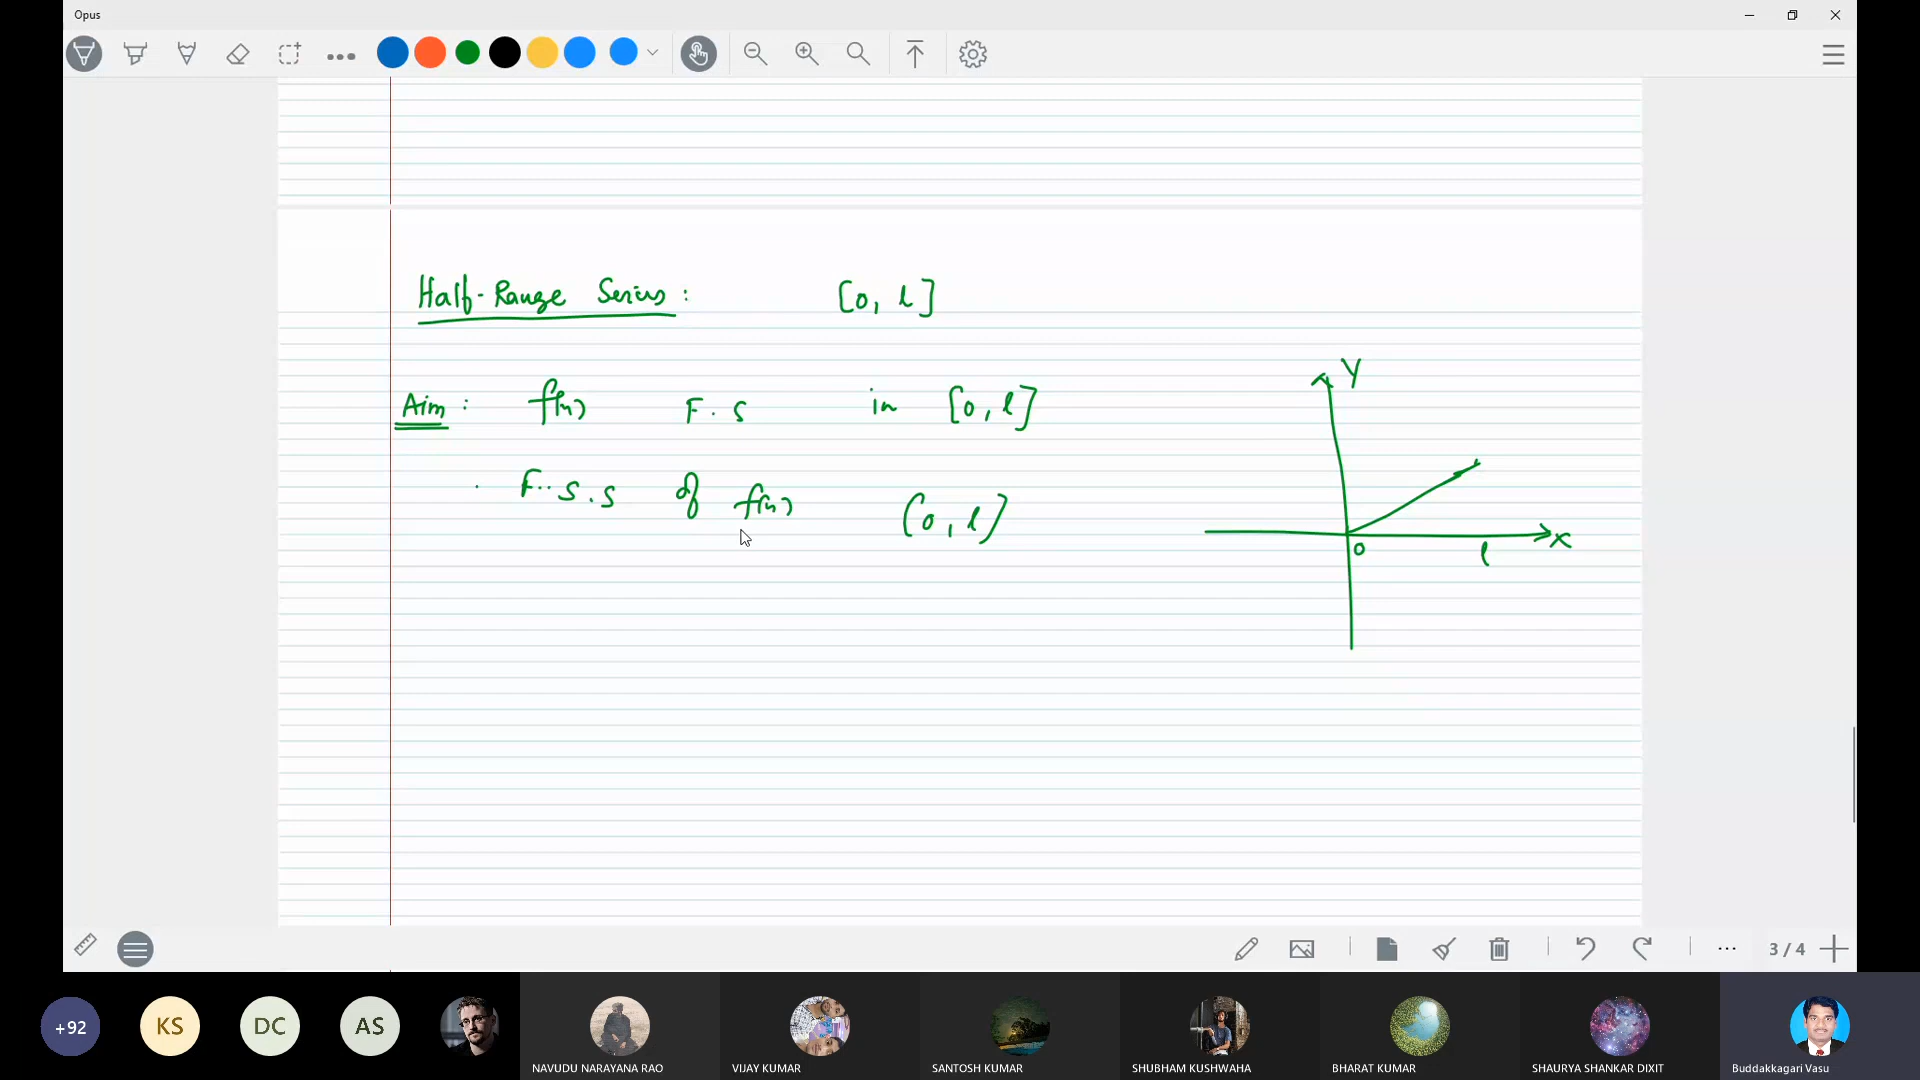 Opus
Half-Range Series : [0, l]
Aim : f(x) F.S in [0, l]
F.S.S of f(x) [0, l]
Y
X
0
l
3 / 4
+92
KS
DC
AS
NAVUDU NARAYANA RAO
VIJAY KUMAR
SANTOSH KUMAR
SHUBHAM KUSHWAHA
BHARAT KUMAR
SHAURYA SHANKAR DIXIT
Buddakkagari Vasu